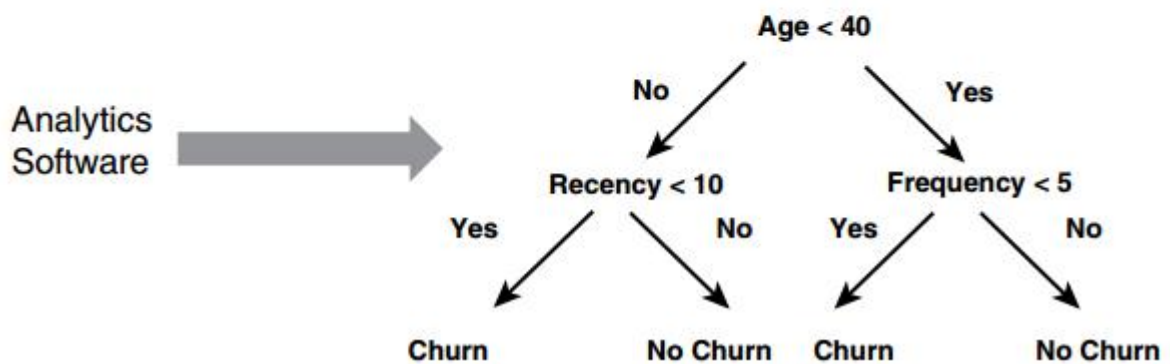 Age < 40
No
Yes
Analytics
Software
Recency < 10
Frequency < 5
Yes
No
Yes
No
Churn
No Churn
Churn
No Churn